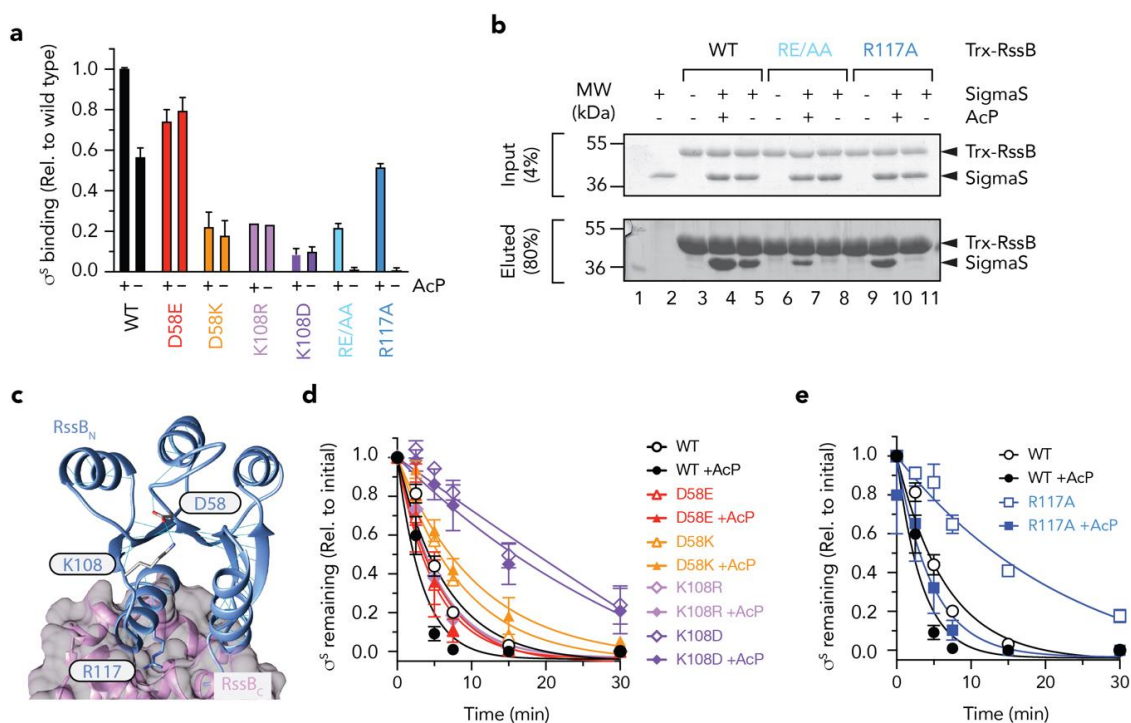 a
σˢ binding (Rel. to wild type)
1.0
0.8
0.6
0.4
0.2
0.0
+ − + − + − + − + − + − + − AcP
WT D58E D58K K108R K108D RE/AA R117A
b
WT RE/AA R117A Trx-RssB
MW (kDa)
+ - + + - + + - + + SigmaS
- - + - - + - - + - AcP
Input (4%)
55
36
Trx-RssB
SigmaS
Eluted (80%)
55
36
Trx-RssB
SigmaS
1 2 3 4 5 6 7 8 9 10 11
c
RssB_N
D58
K108
R117
RssB_C
d
σˢ remaining (Rel. to initial)
1.0
0.8
0.6
0.4
0.2
0.0
0 10 20 30
Time (min)
WT
WT +AcP
D58E
D58E +AcP
D58K
D58K +AcP
K108R
K108R +AcP
K108D
K108D +AcP
e
σˢ remaining (Rel. to initial)
1.0
0.8
0.6
0.4
0.2
0.0
0 10 20 30
Time (min)
WT
WT +AcP
R117A
R117A +AcP